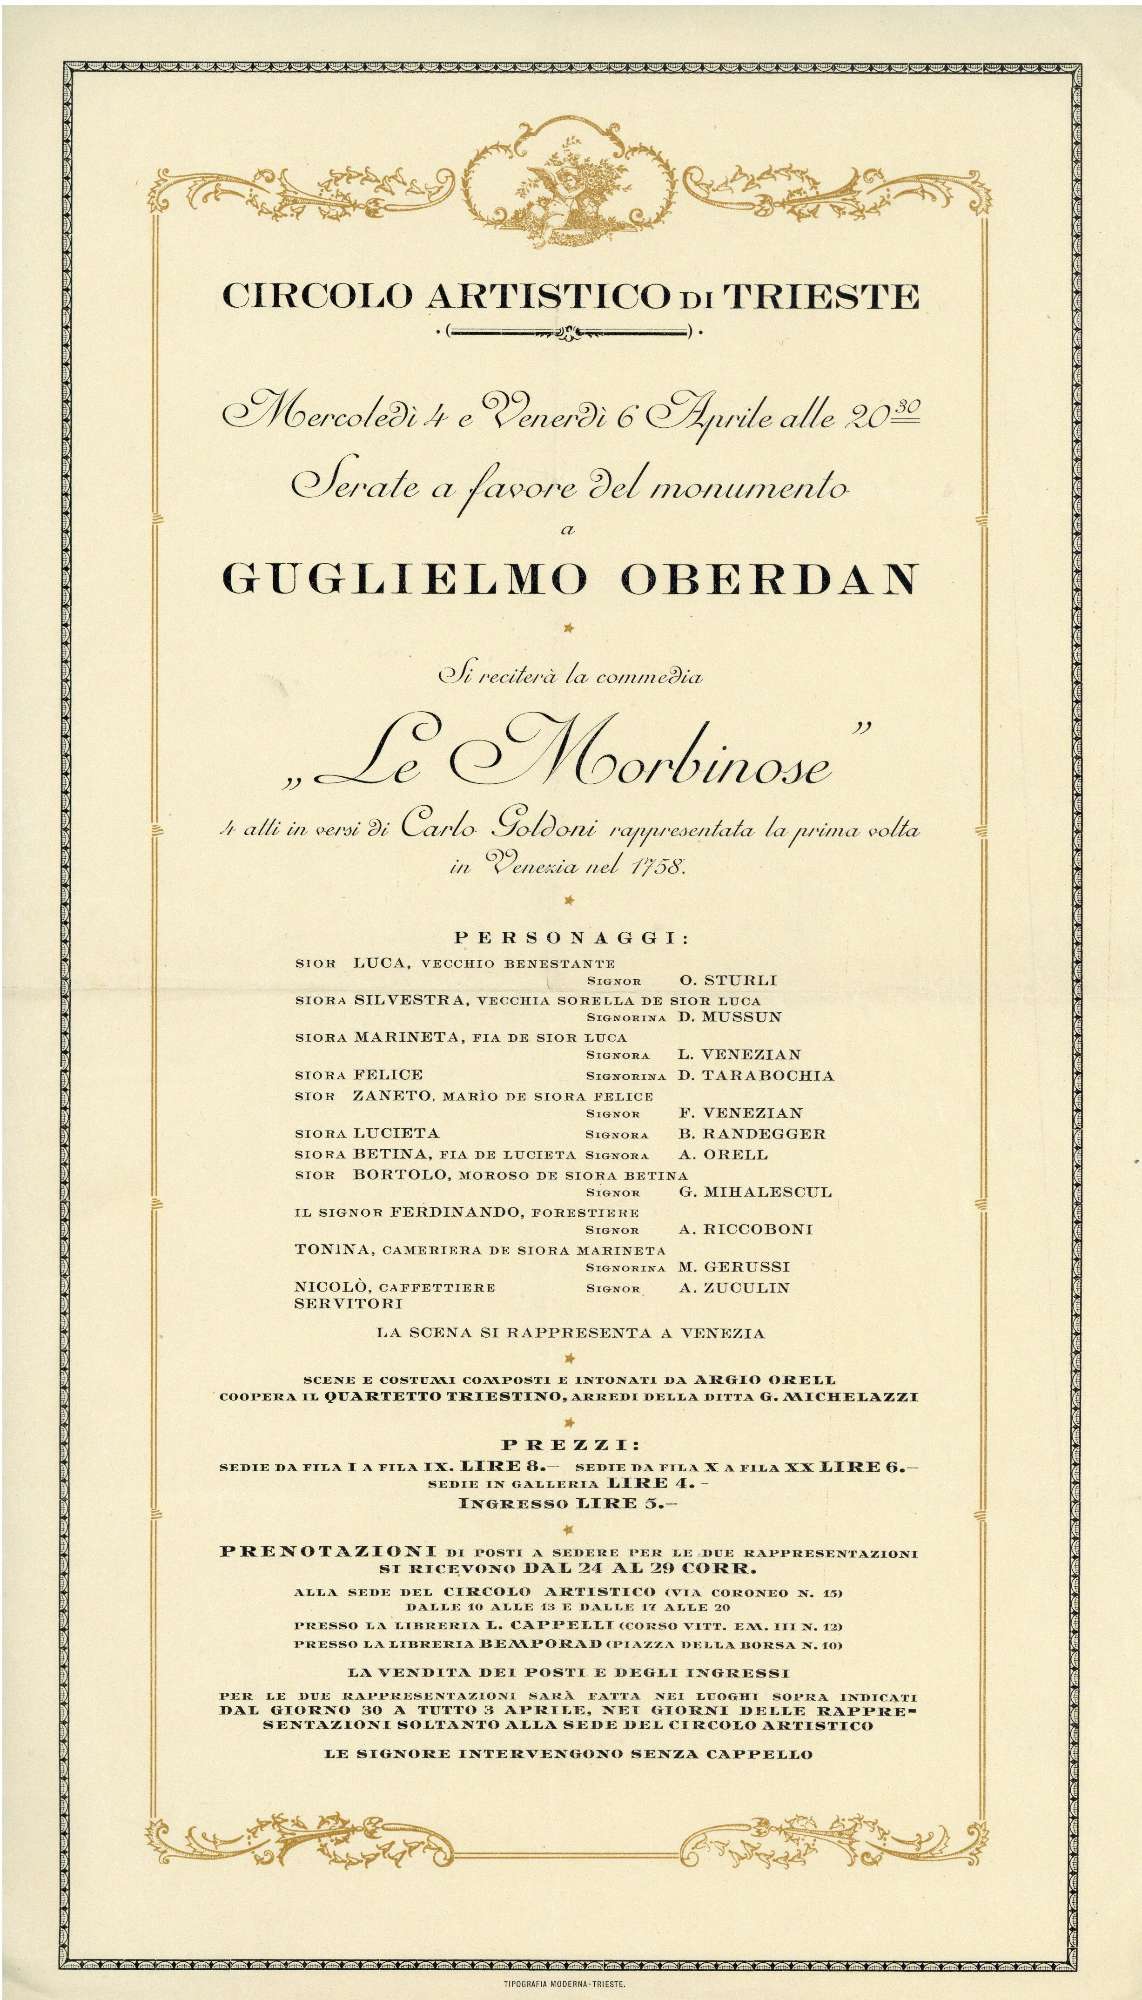 CIRCOLO ARTISTICO DI TRIESTE
Mercoledì 4 e Venerdì 6 Aprile alle 20 30
Serate a favore del monumento
a
GUGLIELMO OBERDAN
Si reciterà la commedia
„Le Morbinose”
4 atti in versi di Carlo Goldoni rappresentata la prima volta
in Venezia nel 1758.
PERSONAGGI:
SIOR LUCA, VECCHIO BENESTANTE
SIGNOR O. STURLI
SIORA SILVESTRA, VECCHIA SORELLA DE SIOR LUCA
SIGNORINA D. MUSSUN
SIORA MARINETA, FIA DE SIOR LUCA
SIGNORA L. VENEZIAN
SIORA FELICE SIGNORINA D. TARABOCHIA
SIOR ZANETO, MARÌO DE SIORA FELICE
SIGNOR F. VENEZIAN
SIORA LUCIETA SIGNORA B. RANDEGGER
SIORA BETINA, FIA DE LUCIETA SIGNORA A. ORELL
SIOR BORTOLO, MOROSO DE SIORA BETINA
SIGNOR G. MIHALESCUL
IL SIGNOR FERDINANDO, FORESTIERE
SIGNOR A. RICCOBONI
TONINA, CAMERIERA DE SIORA MARINETA
SIGNORINA M. GERUSSI
NICOLÒ, CAFFETTIERE SIGNOR A. ZUCULIN
SERVITORI
LA SCENA SI RAPPRESENTA A VENEZIA
SCENE E COSTUMI COMPOSTI E INTONATI DA ARGIO ORELL
COOPERA IL QUARTETTO TRIESTINO, ARREDI DELLA DITTA G. MICHELAZZI
PREZZI:
SEDIE DA FILA I A FILA IX. LIRE 8.— SEDIE DA FILA X A FILA XX LIRE 6.—
SEDIE IN GALLERIA LIRE 4. -
INGRESSO LIRE 5.—
PRENOTAZIONI DI POSTI A SEDERE PER LE DUE RAPPRESENTAZIONI
SI RICEVONO DAL 24 AL 29 CORR.
ALLA SEDE DEL CIRCOLO ARTISTICO (VIA CORONEO N. 15)
DALLE 10 ALLE 13 E DALLE 17 ALLE 20
PRESSO LA LIBRERIA L. CAPPELLI (CORSO VITT. EM. III N. 12)
PRESSO LA LIBRERIA BEMPORAD (PIAZZA DELLA BORSA N. 10)
LA VENDITA DEI POSTI E DEGLI INGRESSI
PER LE DUE RAPPRESENTAZIONI SARÀ FATTA NEI LUOGHI SOPRA INDICATI
DAL GIORNO 30 A TUTTO 3 APRILE, NEI GIORNI DELLE RAPPRE-
SENTAZIONI SOLTANTO ALLA SEDE DEL CIRCOLO ARTISTICO
LE SIGNORE INTERVENGONO SENZA CAPPELLO
TIPOGRAFIA MODERNA-TRIESTE.